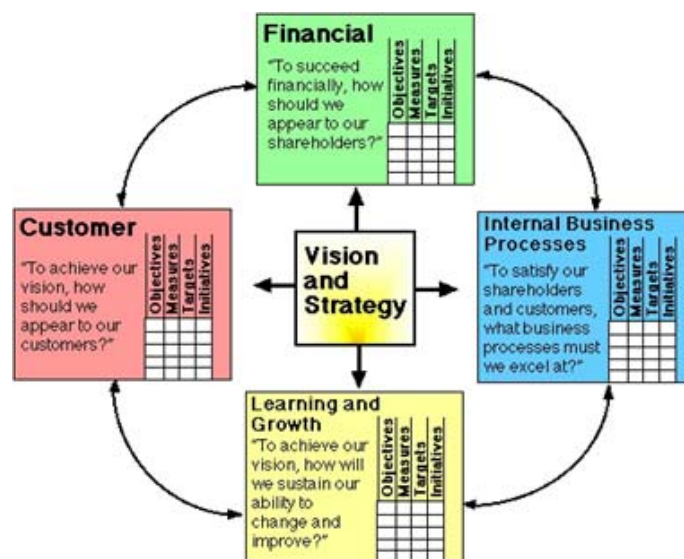 Financial
"To succeed
financially, how
should we
appear to our
shareholders?"
Objectives
Measures
Targets
Initiatives
Customer
"To achieve our
vision, how
should we
appear to our
customers?"
Objectives
Measures
Targets
Initiatives
Vision
and
Strategy
Internal Business
Processes
"To satisfy our
shareholders
and customers,
what business
processes must
we excel at?"
Objectives
Measures
Targets
Initiatives
Learning and
Growth
"To achieve our
vision, how will
we sustain our
ability to
change and
improve?"
Objectives
Measures
Targets
Initiatives